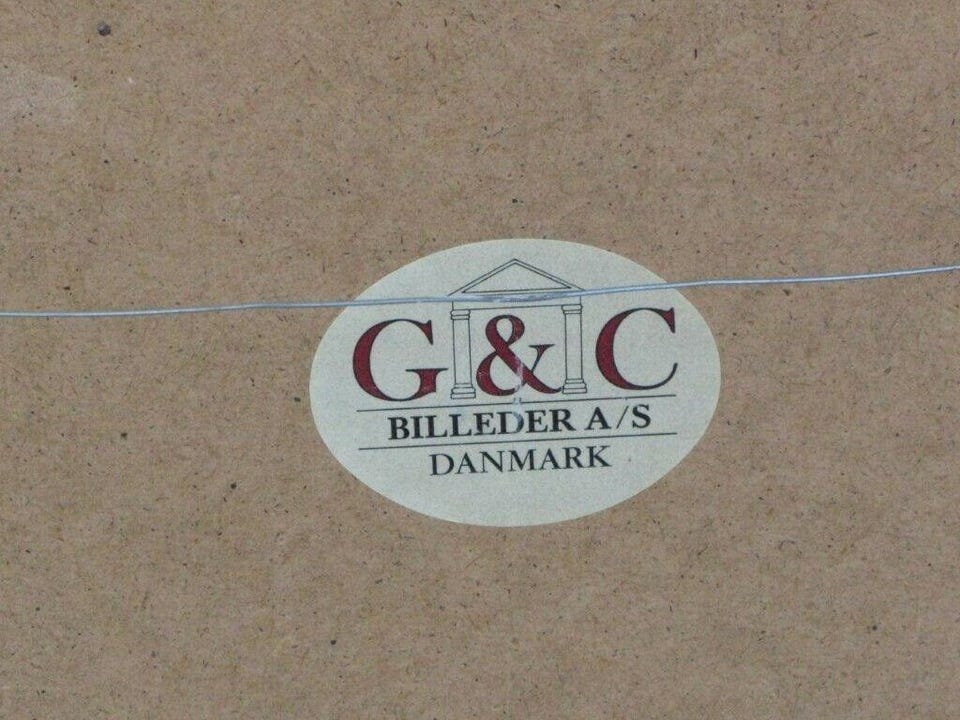 G&C
BILLEDER A/S
DANMARK